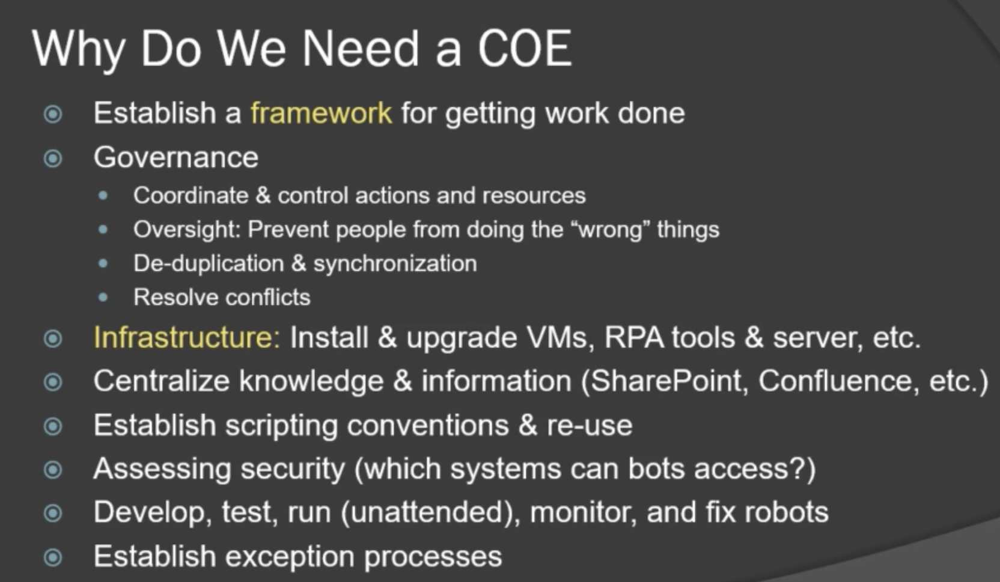 Why Do We Need a COE
Establish a framework for getting work done
Governance
Coordinate & control actions and resources
Oversight: Prevent people from doing the “wrong” things
De-duplication & synchronization
Resolve conflicts
Infrastructure: Install & upgrade VMs, RPA tools & server, etc.
Centralize knowledge & information (SharePoint, Confluence, etc.)
Establish scripting conventions & re-use
Assessing security (which systems can bots access?)
Develop, test, run (unattended), monitor, and fix robots
Establish exception processes